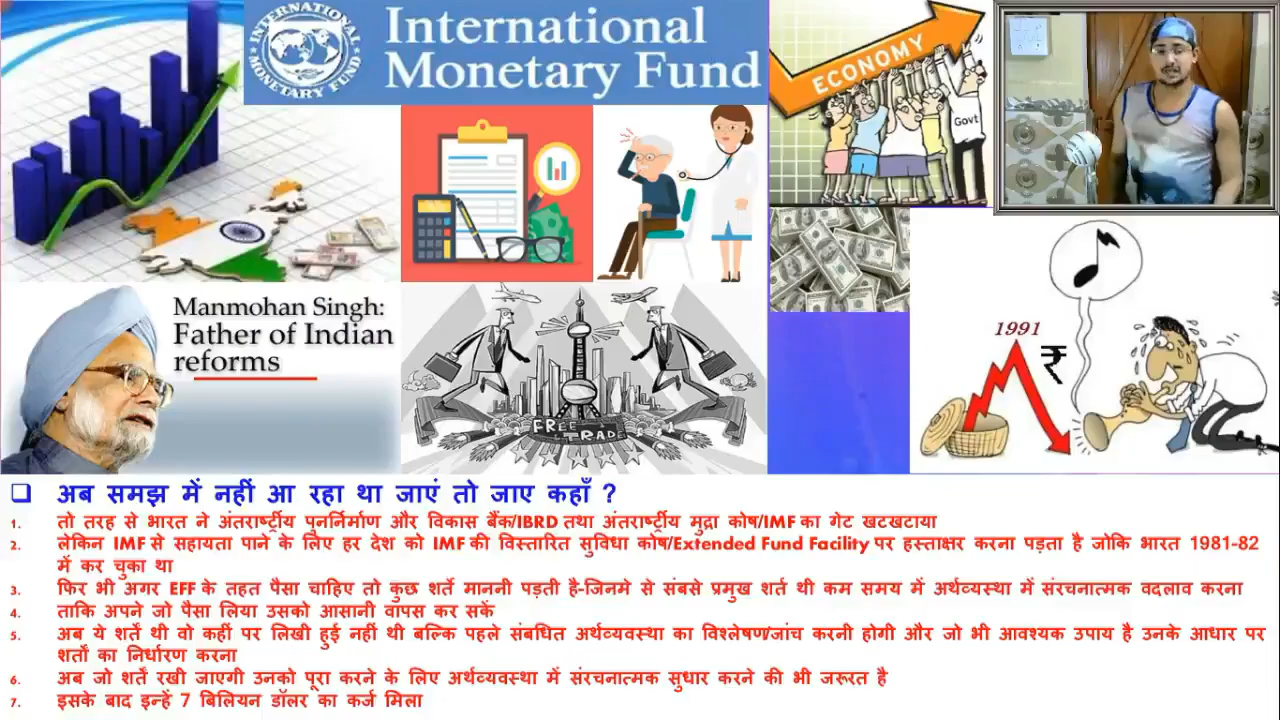 INTERNATIONAL MONETARY FUND
International
Monetary Fund
ECONOMY
Govt
Manmohan Singh:
Father of Indian
reforms
FREE TRADE
1991
₹
❑ अब समझ में नहीं आ रहा था जाएं तो जाए कहाँ ?
1. तो तरह से भारत ने अंतरार्ष्ट्रीय पुनर्निर्माण और विकास बैंक/IBRD तथा अंतरार्ष्ट्रीय मुद्रा कोष/IMF का गेट खटखटाया
2. लेकिन IMF से सहायता पाने के लिए हर देश को IMF की विस्तारित सुविधा कोष/Extended Fund Facility पर हस्ताक्षर करना पड़ता है जोकि भारत 1981-82
में कर चुका था
3. फिर भी अगर EFF के तहत पैसा चाहिए तो कुछ शर्ते माननी पड़ती है-जिनमे से सबसे प्रमुख शर्त थी कम समय में अर्थव्यवस्था में संरचनात्मक वदलाव करना
4. ताकि अपने जो पैसा लिया उसको आसानी वापस कर सकें
5. अब ये शर्तें थी वो कहीं पर लिखी हुई नहीं थी बल्कि पहले संबधित अर्थव्यवस्था का विश्लेषण/जांच करनी होगी और जो भी आवश्यक उपाय है उनके आधार पर
शर्तों का निर्धारण करना
6. अब जो शर्तें रखी जाएगी उनको पूरा करने के लिए अर्थव्यवस्था में संरचनात्मक सुधार करने की भी जरूरत है
7. इसके बाद इन्हें 7 बिलियन डॉलर का कर्ज मिला